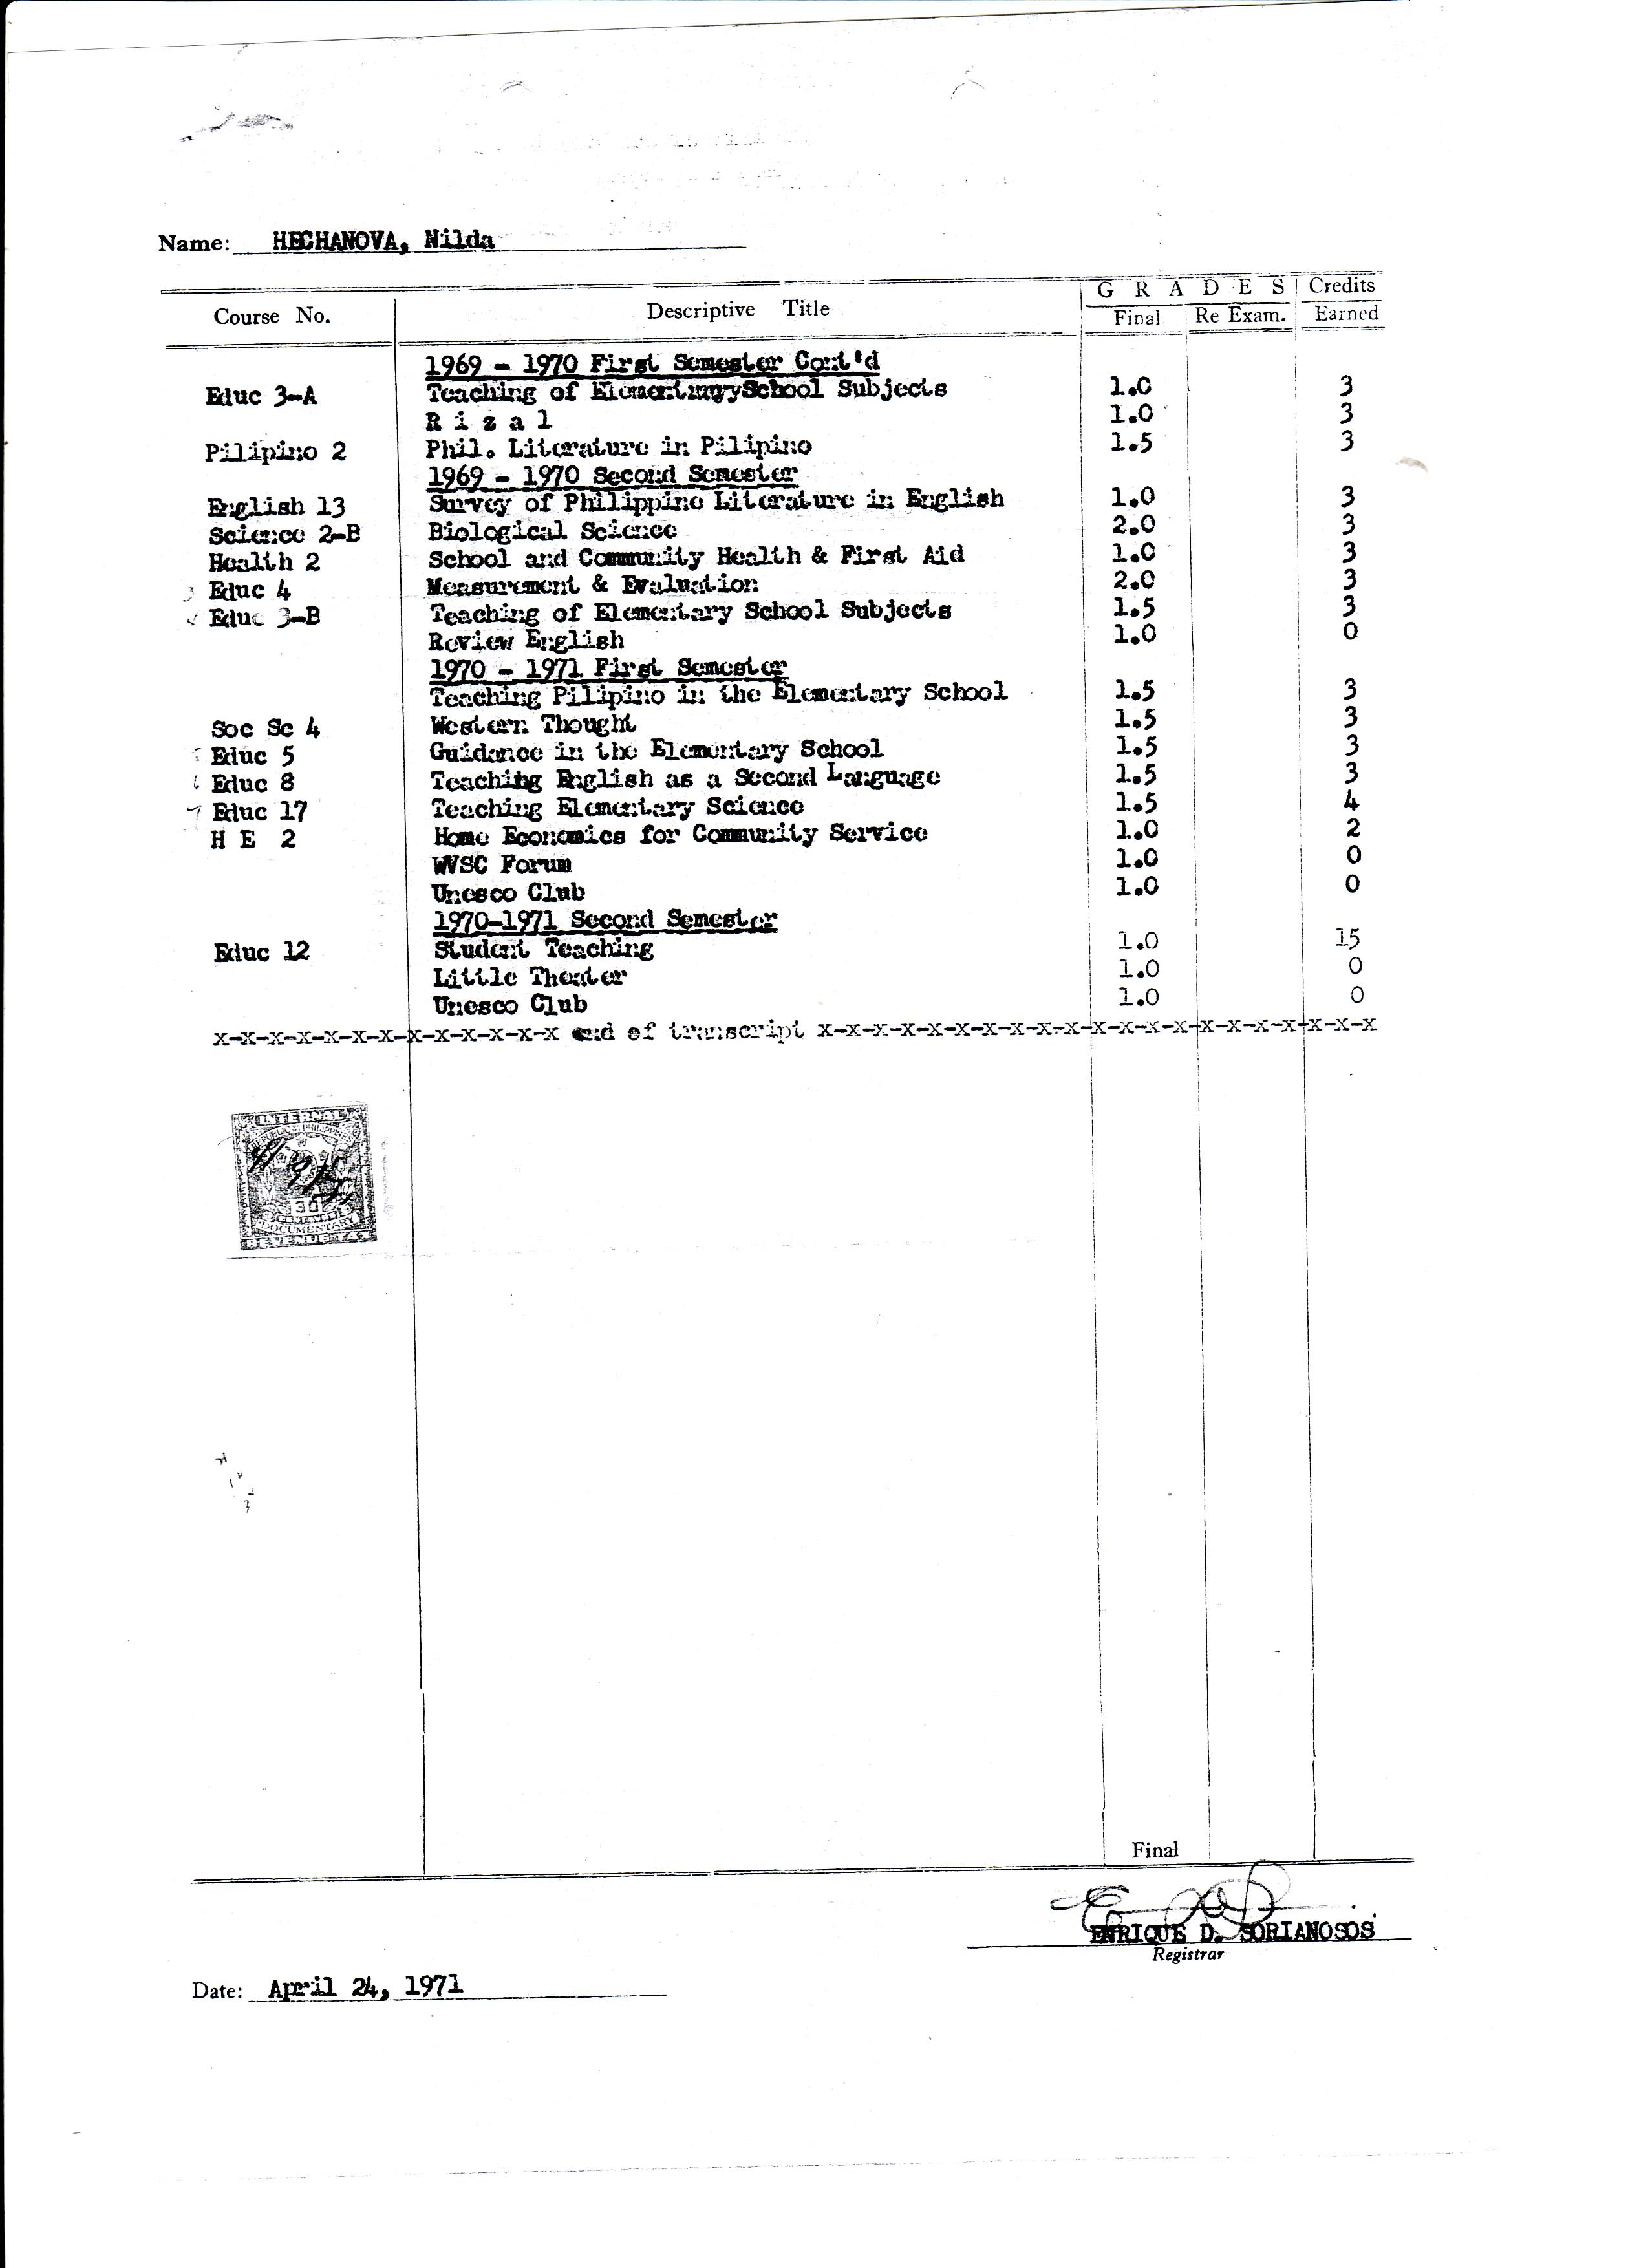 Name: HECHANOVA, Nilda
Course No. Descriptive Title G R A D E S Credits
Final Re Exam. Earned
1969 - 1970 First Semester Cont'd
Educ 3-A Teaching of Elementaryy School Subjects 1.0 3
R i z a l 1.0 3
Pilipino 2 Phil. Literature in Pilipino 1.5 3
1969 - 1970 Second Semester
English 13 Survey of Philippine Literature in English 1.0 3
Science 2-B Biological Science 2.0 3
Health 2 School and Community Health & First Aid 1.0 3
Educ 4 Measurement & Evaluation 2.0 3
Educ 3-B Teaching of Elementary School Subjects 1.5 3
Review English 1.0 0
1970 - 1971 First Semester
Teaching Pilipino in the Elementary School 1.5 3
Soc Sc 4 Western Thought 1.5 3
Educ 5 Guidance in the Elementary School 1.5 3
Educ 8 Teaching English as a Second Language 1.5 3
7 Educ 17 Teaching Elementary Science 1.5 4
H E 2 Home Economics for Community Service 1.0 2
WVSC Forum 1.0 0
Unesco Club 1.0 0
1970-1971 Second Semester
Educ 12 Student Teaching 1.0 15
Little Theater 1.0 0
Unesco Club 1.0 0
x-x-x-x-x-x-x-x-x-x-x-x-x end of transcript x-x-x-x-x-x-x-x-x-x-x-x-x-x-x-x-x-x-x-x-x
INTERNAL
30
DOCUMENTARY
REVENUE TAX
Final
ENRIQUE D. SORIANOSOS
Registrar
Date: April 24, 1971